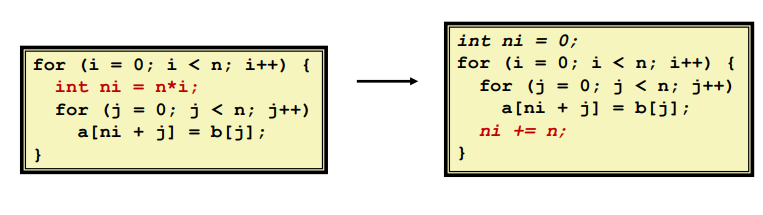 for (i = 0; i < n; i++) {
  int ni = n*i;
  for (j = 0; j < n; j++)
    a[ni + j] = b[j];
}
int ni = 0;
for (i = 0; i < n; i++) {
  for (j = 0; j < n; j++)
    a[ni + j] = b[j];
  ni += n;
}